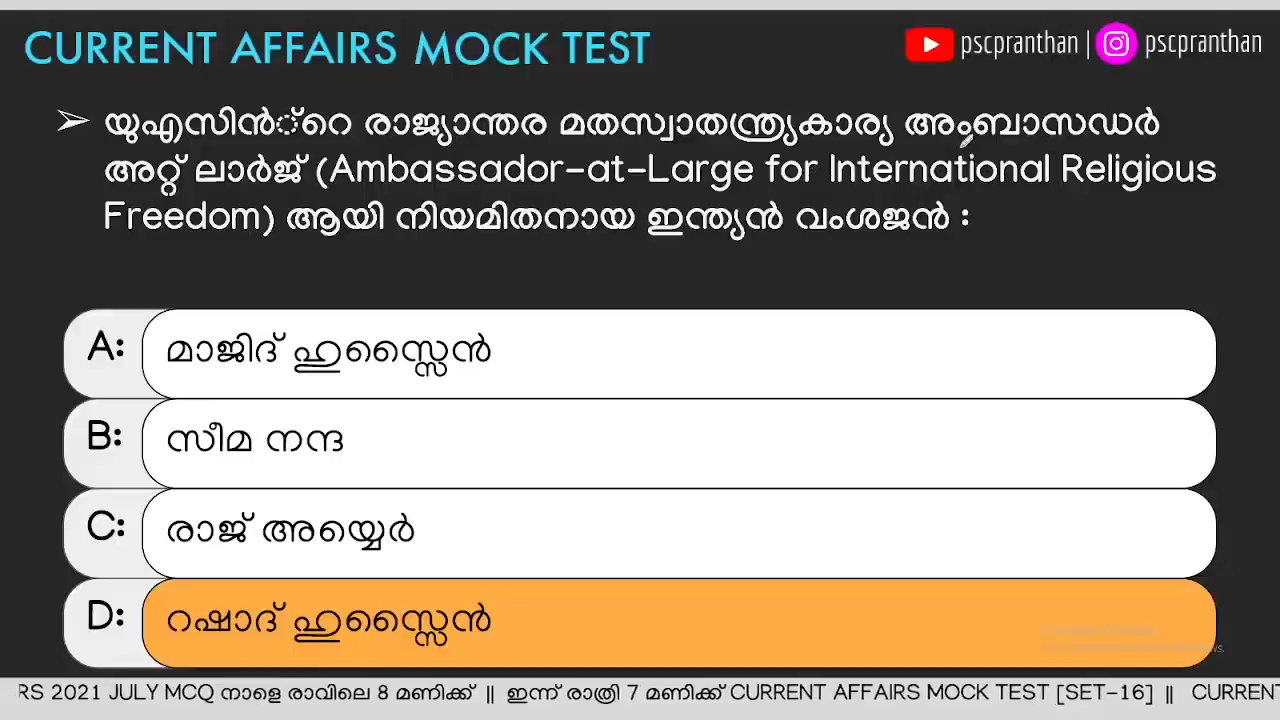 CURRENT AFFAIRS MOCK TEST
pscpranthan | pscpranthan
➢ യുഎസിൻ്റെ രാജ്യാന്തര മതസ്വാതന്ത്ര്യകാര്യ അംബാസഡർ
അറ്റ് ലാർജ് (Ambassador-at-Large for International Religious
Freedom) ആയി നിയമിതനായ ഇന്ത്യൻ വംശജൻ :
A: മാജിദ് ഹുസ്സൈൻ
B: സീമ നന്ദ
C: രാജ് അയ്യെർ
D: റഷാദ് ഹുസ്സൈൻ
RS 2021 JULY MCQ നാളെ രാവിലെ 8 മണിക്ക് || ഇന്ന് രാത്രി 7 മണിക്ക് CURRENT AFFAIRS MOCK TEST [SET-16] || CURRENT